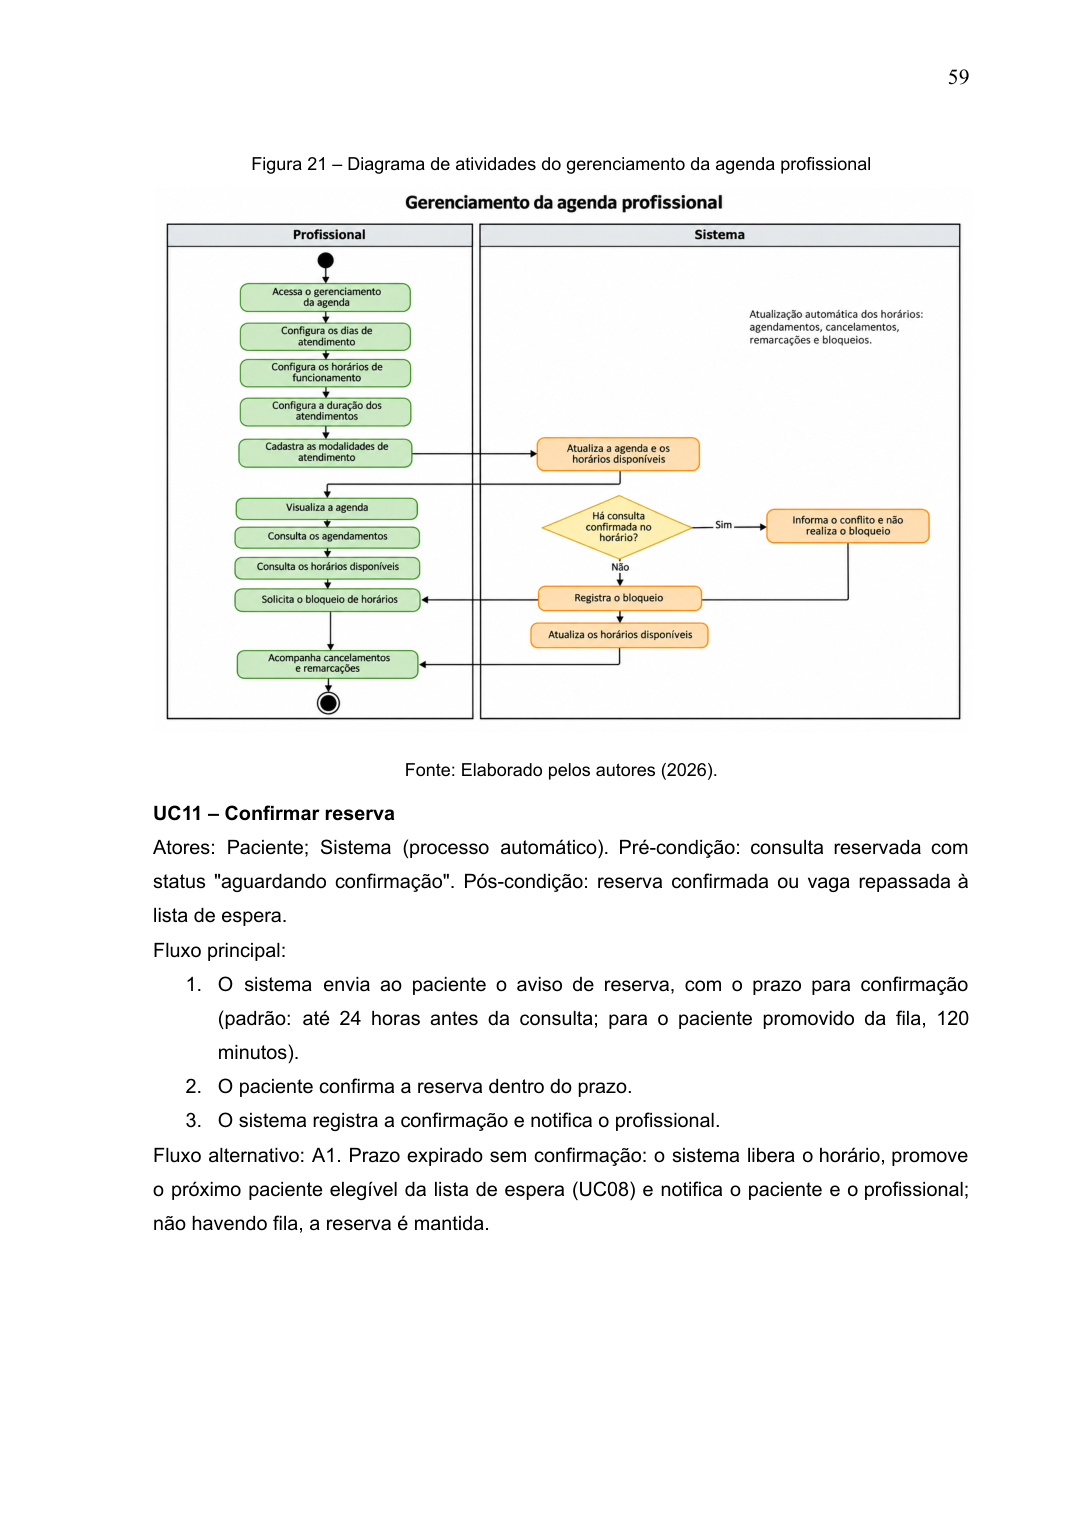 59
Figura 21 – Diagrama de atividades do gerenciamento da agenda profissional
Gerenciamento da agenda profissional
Profissional
Sistema
Acessa o gerenciamento
da agenda
Configura os dias de
atendimento
Configura os horários de
funcionamento
Configura a duração dos
atendimentos
Cadastra as modalidades de
atendimento
Atualização automática dos horários:
agendamentos, cancelamentos,
remarcações e bloqueios.
Atualiza a agenda e os
horários disponíveis
Visualiza a agenda
Consulta os agendamentos
Consulta os horários disponíveis
Solicita o bloqueio de horários
Há consulta
confirmada no
horário?
Sim
Informa o conflito e não
realiza o bloqueio
Não
Registra o bloqueio
Atualiza os horários disponíveis
Acompanha cancelamentos
e remarcações
Fonte: Elaborado pelos autores (2026).
UC11 – Confirmar reserva
Atores: Paciente; Sistema (processo automático). Pré-condição: consulta reservada com
status "aguardando confirmação". Pós-condição: reserva confirmada ou vaga repassada à
lista de espera.
Fluxo principal:
1. O sistema envia ao paciente o aviso de reserva, com o prazo para confirmação
(padrão: até 24 horas antes da consulta; para o paciente promovido da fila, 120
minutos).
2. O paciente confirma a reserva dentro do prazo.
3. O sistema registra a confirmação e notifica o profissional.
Fluxo alternativo: A1. Prazo expirado sem confirmação: o sistema libera o horário, promove
o próximo paciente elegível da lista de espera (UC08) e notifica o paciente e o profissional;
não havendo fila, a reserva é mantida.